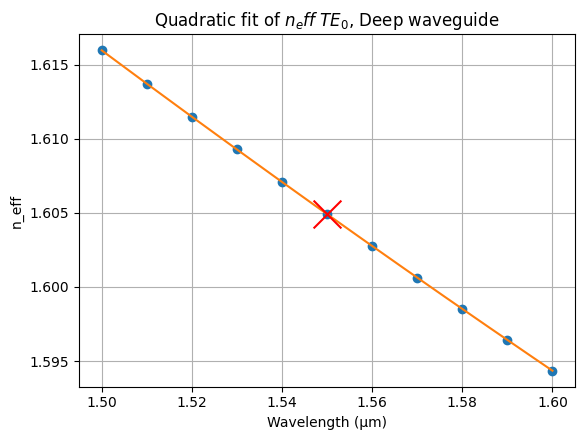 Quadratic fit of n_eff TE_0, Deep waveguide
1.615
1.610
1.605
1.600
1.595
n_eff
1.50 1.52 1.54 1.56 1.58 1.60
Wavelength (μm)